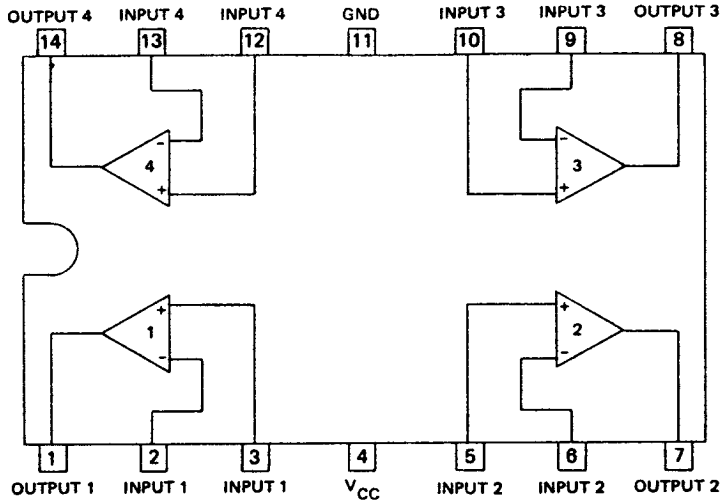 OUTPUT 4 INPUT 4 INPUT 4 GND INPUT 3 INPUT 3 OUTPUT 3
14 13 12 11 10 9 8
- -
4 3
+ +
+ +
1 2
- -
1 2 3 4 5 6 7
OUTPUT 1 INPUT 1 INPUT 1 VCC INPUT 2 INPUT 2 OUTPUT 2